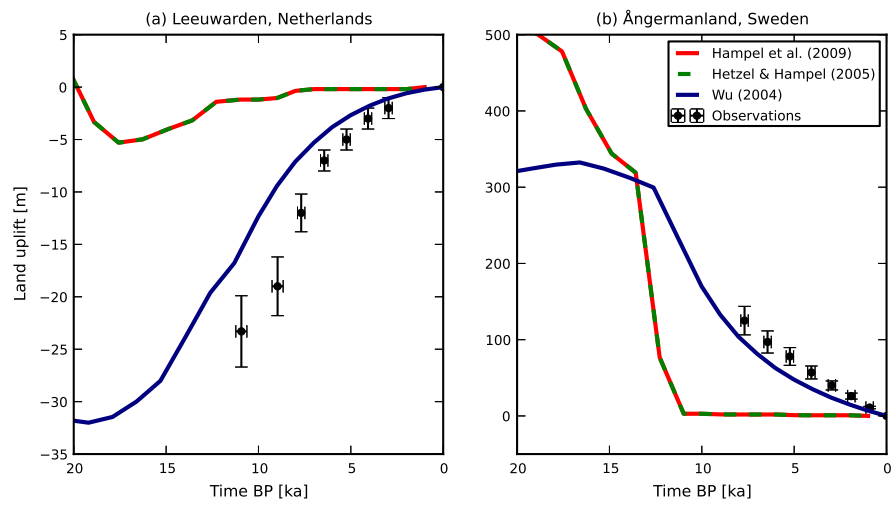 (a) Leeuwarden, Netherlands
5
0
−5
−10
−15
−20
−25
−30
−35
Land uplift [m]
20
15
10
5
0
Time BP [ka]
(b) Ångermanland, Sweden
500
400
300
200
100
0
Hampel et al. (2009)
Hetzel & Hampel (2005)
Wu (2004)
Observations
20
15
10
5
0
Time BP [ka]